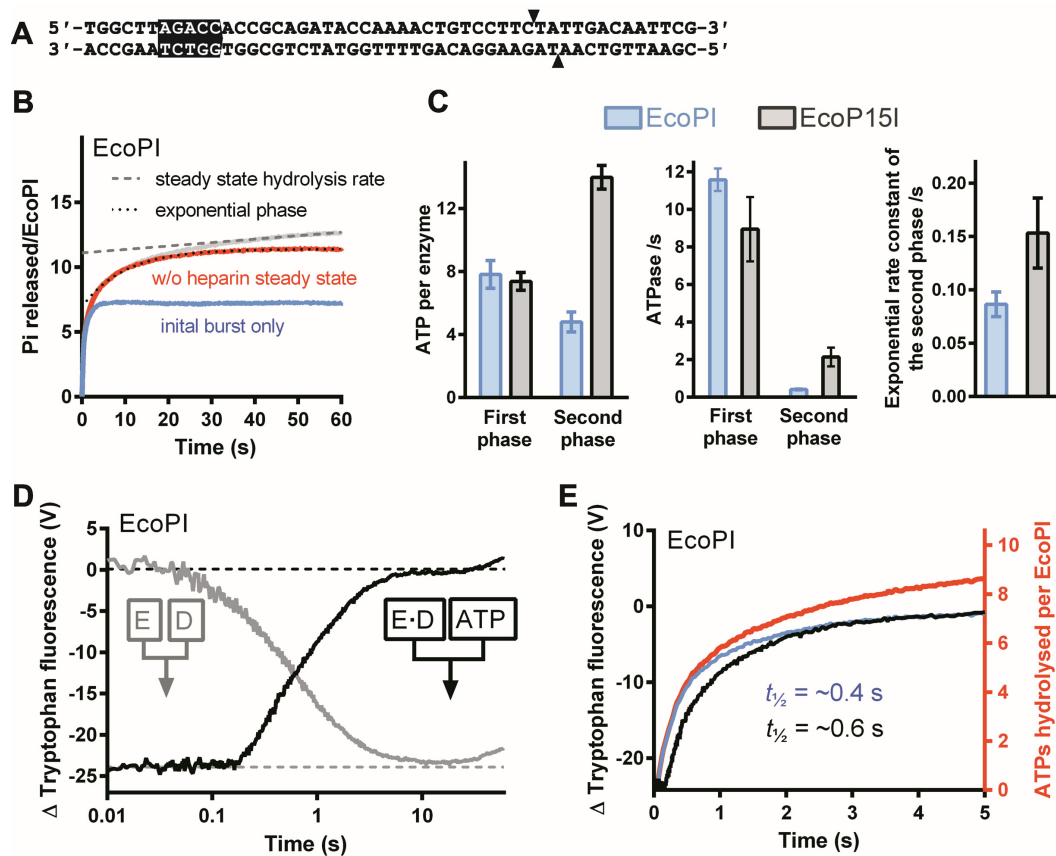 A
5′-TGGCTTAGACCACCGCAGATACCAAAACTGTCCTTCTATTGACAATTCG-3′
3′-ACCGAATCTGGTGGCGTCTATGGTTTTGACAGGAAGATAACTGTTAAGC-5′
B
EcoPI
steady state hydrolysis rate
exponential phase
w/o heparin steady state
inital burst only
Pi released/EcoPI
15
10
5
0
0 10 20 30 40 50 60
Time (s)
C
EcoPI EcoP15I
ATP per enzyme
12
8
4
0
First phase
Second phase
ATPase /s
12
10
8
6
4
2
0
First phase
Second phase
Exponential rate constant of
the second phase /s
0.20
0.15
0.10
0.05
0.00
D
EcoPI
Δ Tryptophan fluorescence (V)
5
0
-5
-10
-15
-20
-25
E D
E·D ATP
0.01 0.1 1 10
Time (s)
E
EcoPI
Δ Tryptophan fluorescence (V)
10
0
-10
-20
t½ = ~0.4 s
t½ = ~0.6 s
ATPs hydrolysed per EcoPI
10
8
6
4
2
0
0 1 2 3 4 5
Time (s)